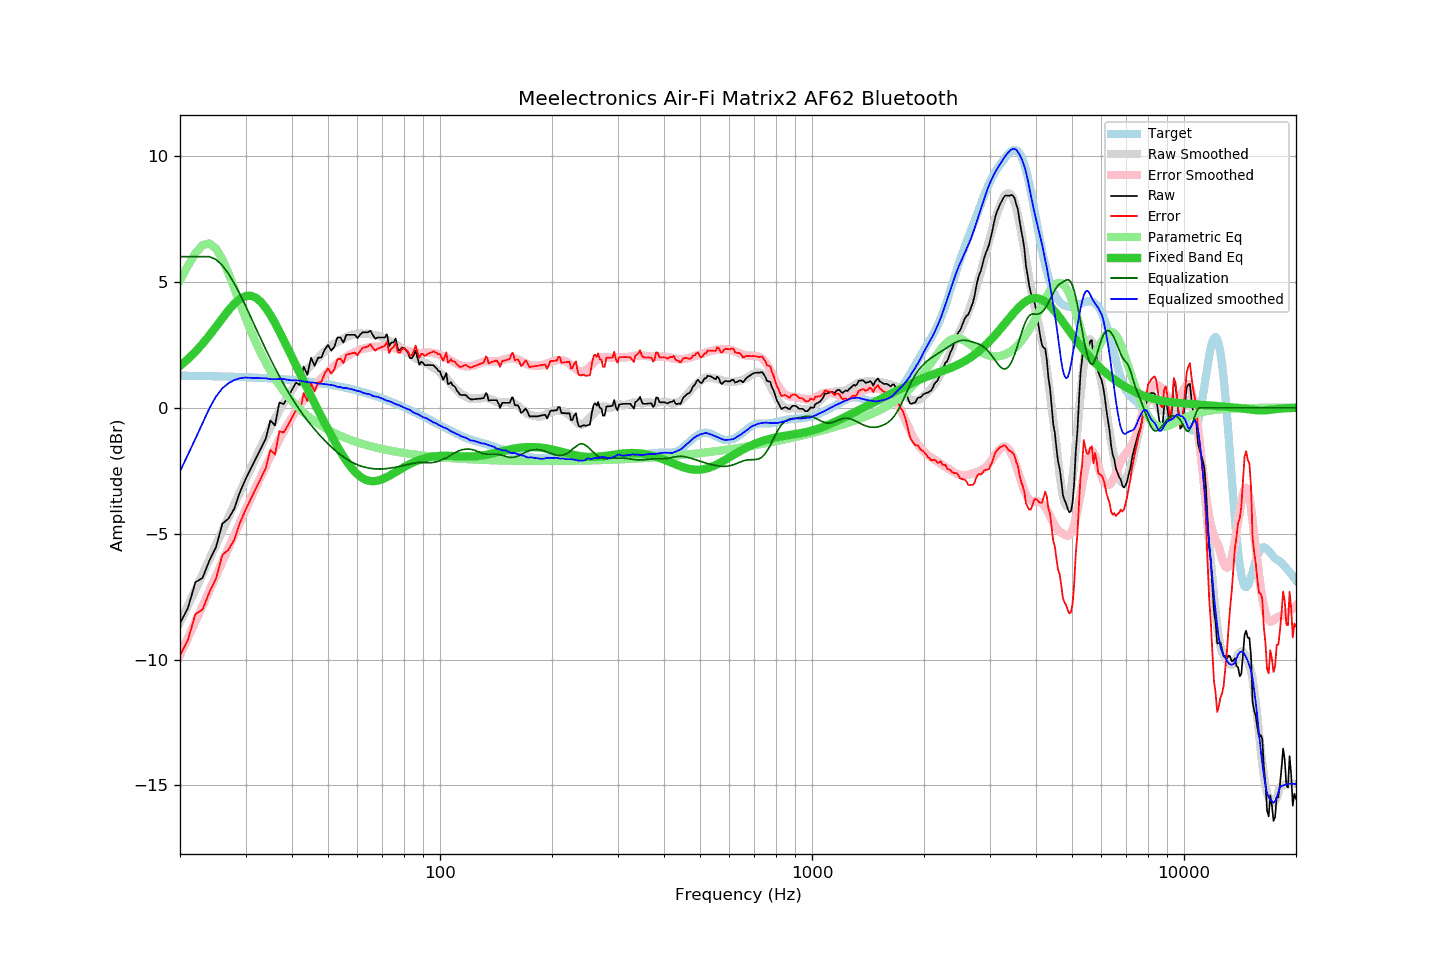 Meelectronics Air-Fi Matrix2 AF62 Bluetooth
Target
Raw Smoothed
Error Smoothed
Raw
Error
Parametric Eq
Fixed Band Eq
Equalization
Equalized smoothed
10
5
0
−5
−10
−15
Amplitude (dBr)
100
1000
10000
Frequency (Hz)